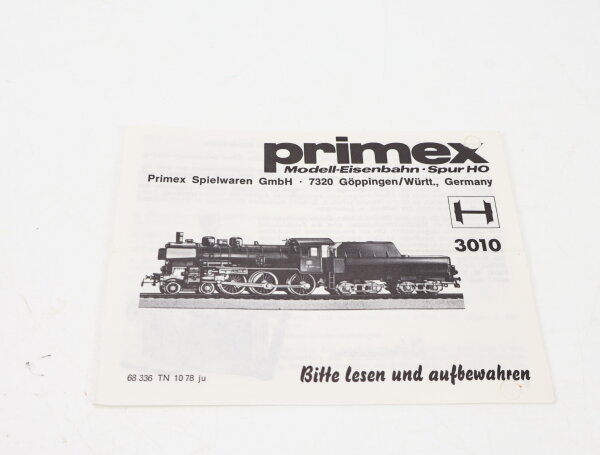 primex
Modell-Eisenbahn · Spur HO
Primex Spielwaren GmbH · 7320 Göppingen/Württ., Germany
3010
68 336 TN 10 78 ju
Bitte lesen und aufbewahren